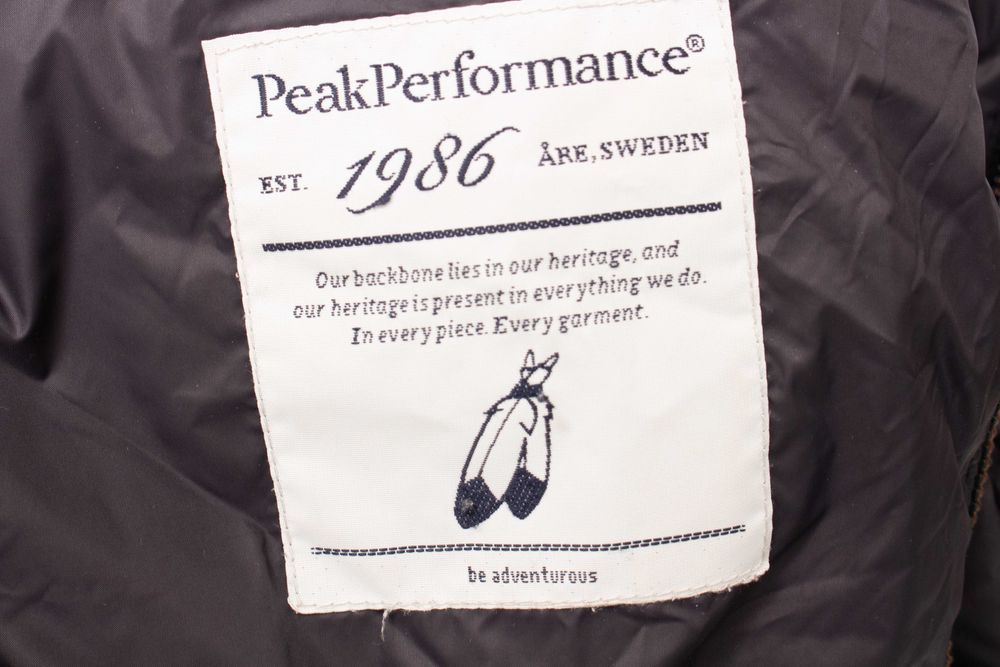 PeakPerformance®
EST. 1986 ÅRE, SWEDEN
Our backbone lies in our heritage, and
our heritage is present in everything we do.
In every piece. Every garment.
be adventurous